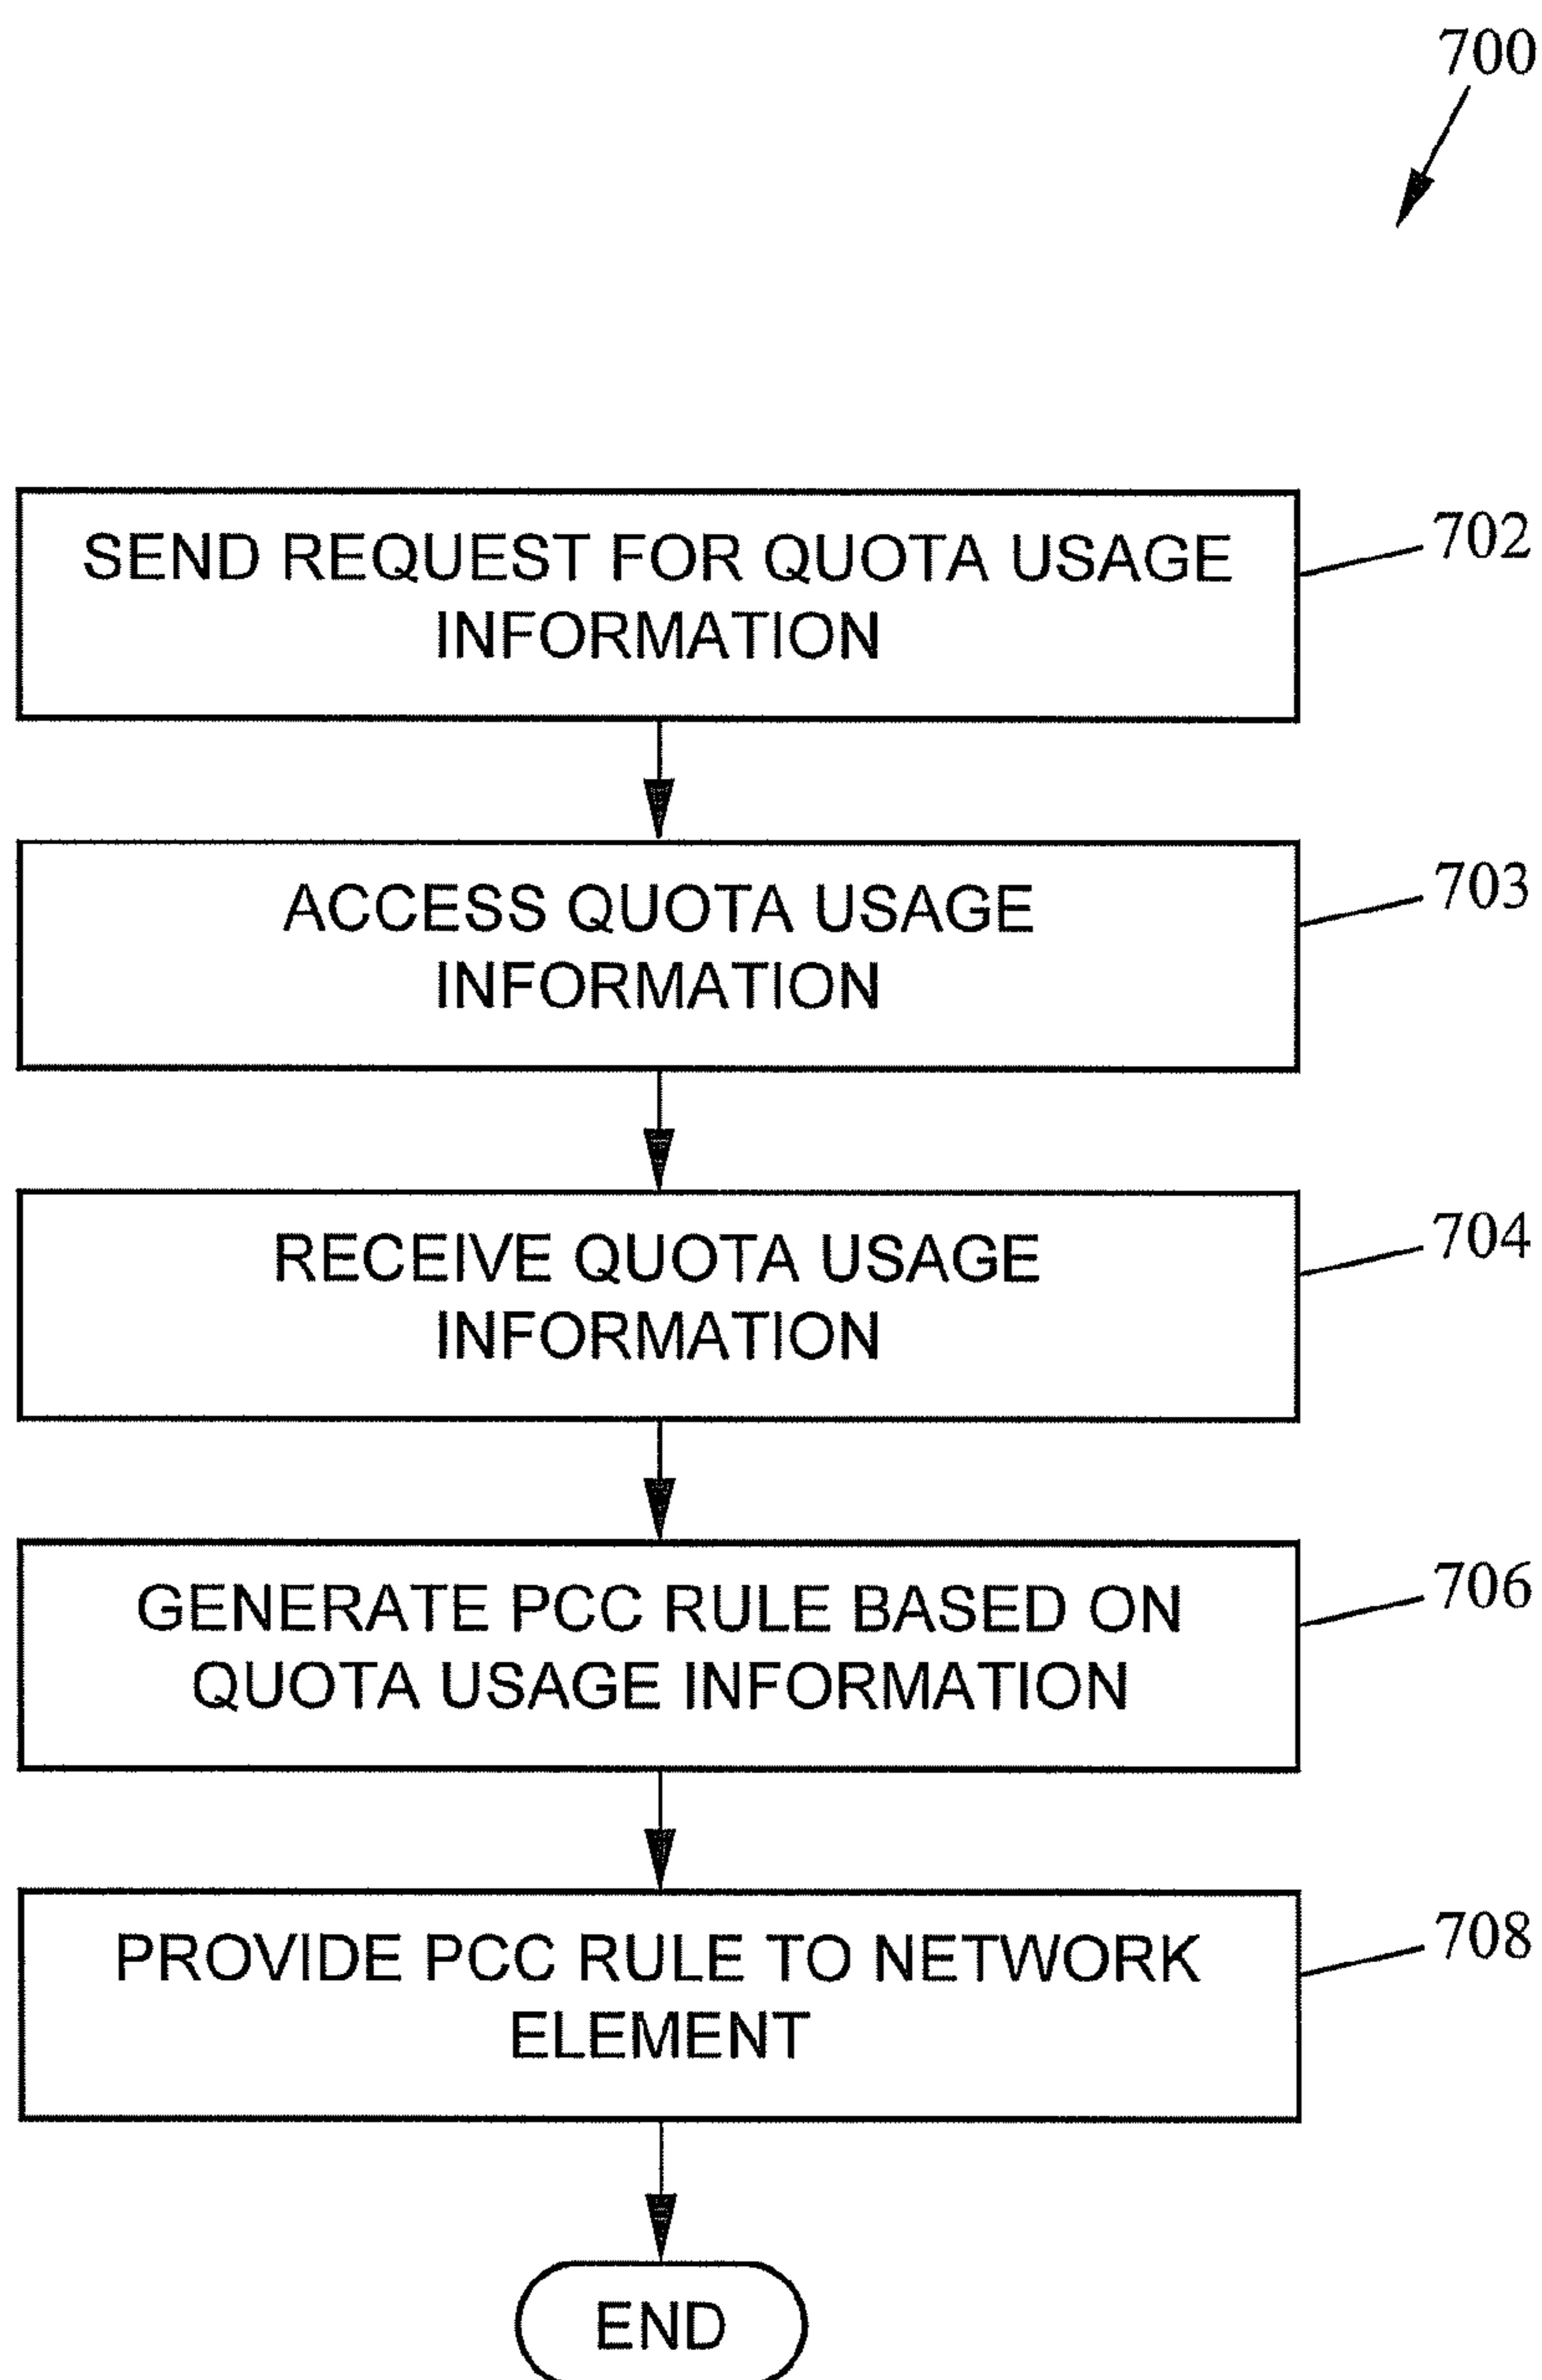 700
SEND REQUEST FOR QUOTA USAGE
INFORMATION
702
ACCESS QUOTA USAGE
INFORMATION
703
RECEIVE QUOTA USAGE
INFORMATION
704
GENERATE PCC RULE BASED ON
QUOTA USAGE INFORMATION
706
PROVIDE PCC RULE TO NETWORK
ELEMENT
708
END